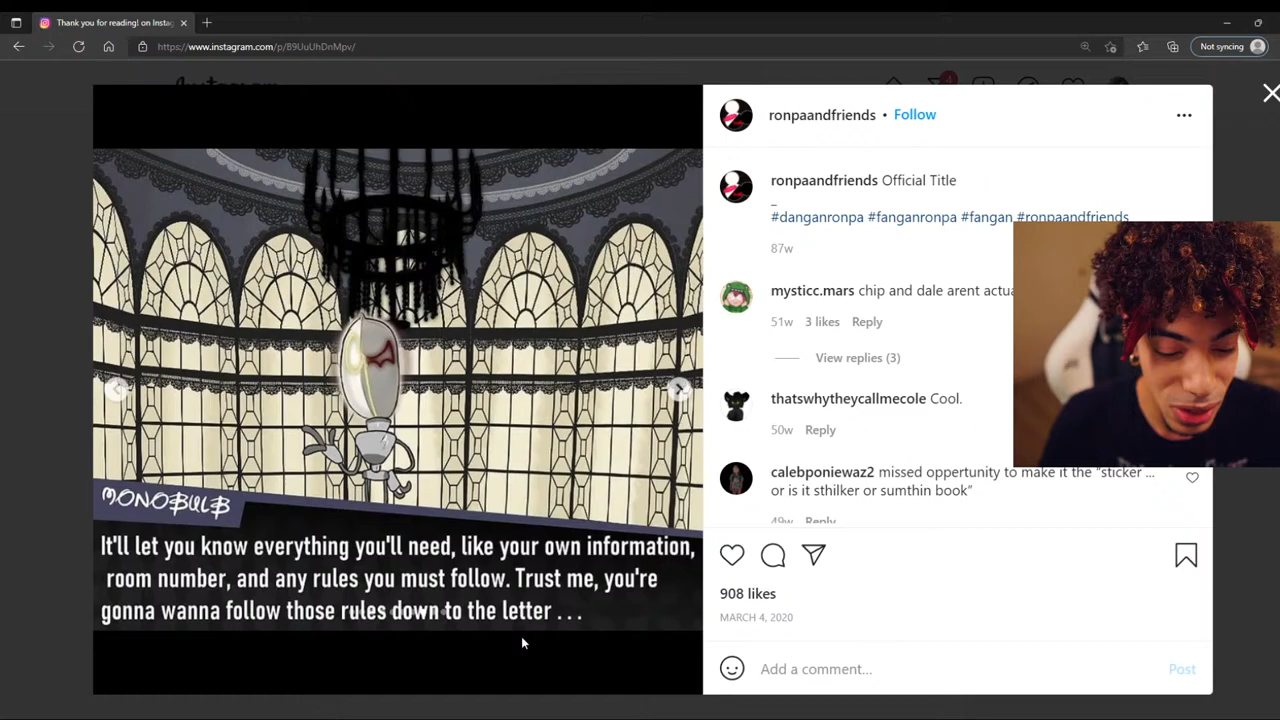 Thank you for reading! on Insta
https://www.instagram.com/p/B9UuUhDnMpv/
Not syncing
4
ronpaandfriends • Follow
ronpaandfriends Official Title
_
#danganronpa #fanganronpa #fangan #ronpaandfriends
87w
mysticc.mars chip and dale arent actu
51w 3 likes Reply
View replies (3)
thatswhytheycallmecole Cool.
50w Reply
calebponiewaz2 missed opportunity to make it the “sticker ...
or is it sthilker or sumthin book”
49w Reply
908 likes
MARCH 4, 2020
Add a comment... Post
MONOBULB
It'll let you know everything you'll need, like your own information,
room number, and any rules you must follow. Trust me, you're
gonna wanna follow those rules down to the letter . . .